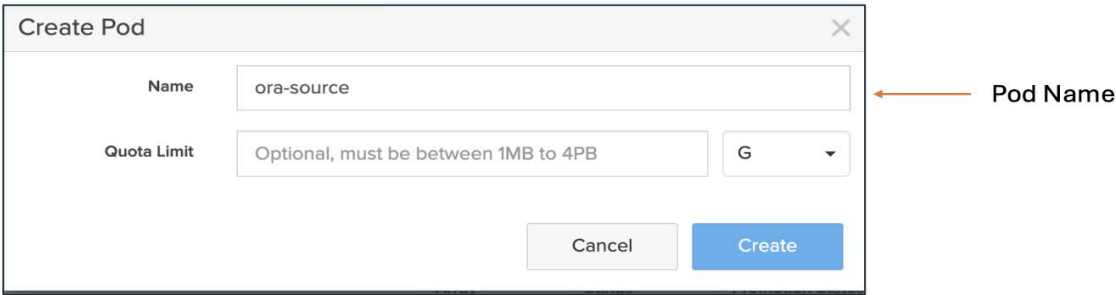 Create Pod
Name
ora-source
Pod Name
Quota Limit
Optional, must be between 1MB to 4PB
G
Cancel
Create